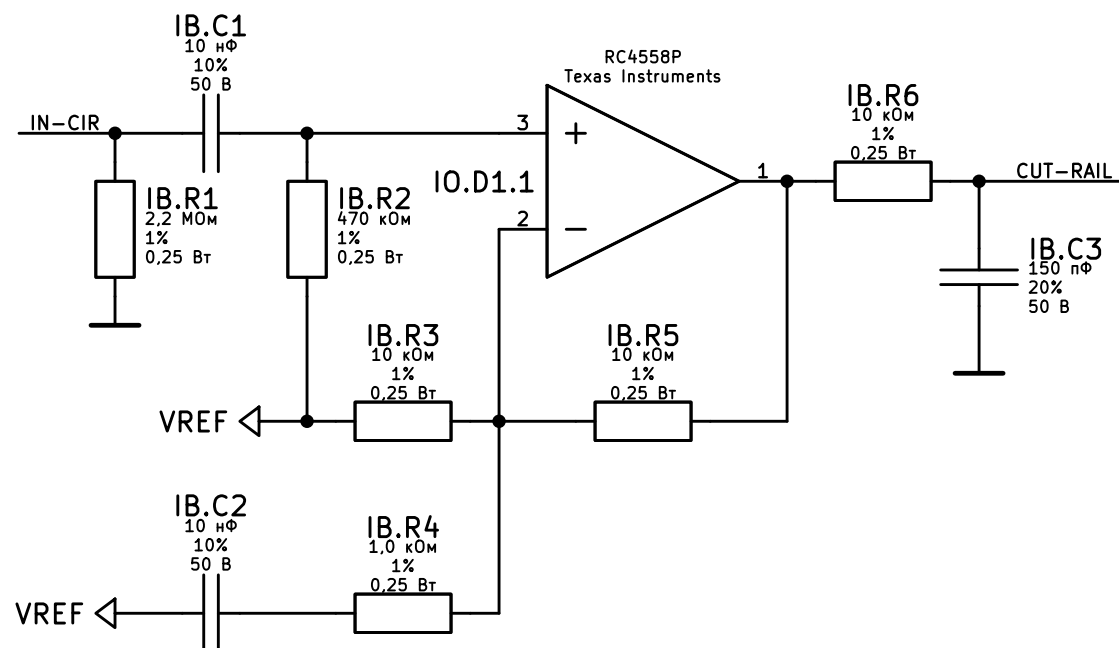 IB.C1
10 нФ
10%
50 В
RC4558P
Texas Instruments
IN-CIR
3
+
IO.D1.1
1
2
−
IB.R1
2,2 МОм
1%
0,25 Вт
IB.R2
470 кОм
1%
0,25 Вт
IB.R6
10 кОм
1%
0,25 Вт
CUT-RAIL
IB.C3
150 пФ
20%
50 В
IB.R3
10 кОм
1%
0,25 Вт
IB.R5
10 кОм
1%
0,25 Вт
VREF
IB.C2
10 нФ
10%
50 В
IB.R4
1,0 кОм
1%
0,25 Вт
VREF